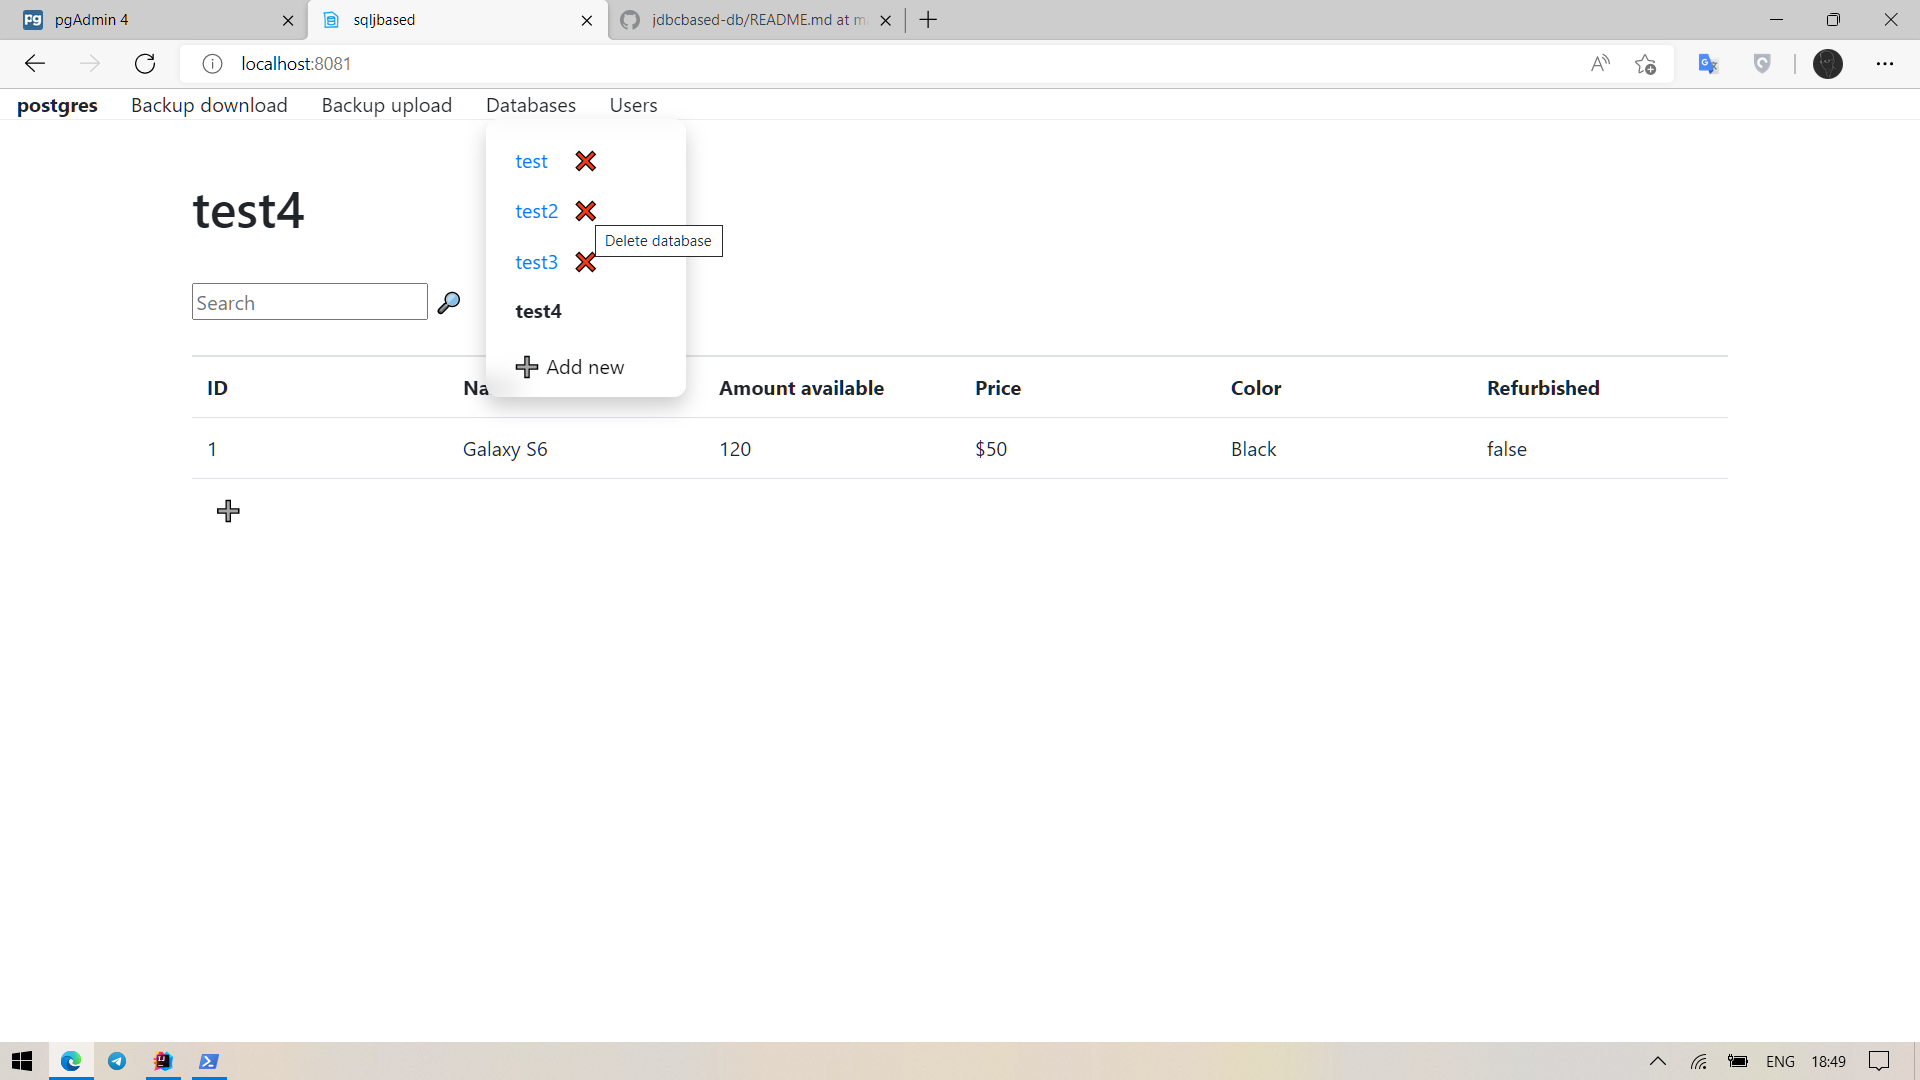 pgAdmin 4
sqljbased
jdbcbased-db/README.md at m
localhost:8081
postgres Backup download Backup upload Databases Users
test
test4
test2
Delete database
test3
Search
test4
Add new
ID Na Amount available Price Color Refurbished
1 Galaxy S6 120 $50 Black false
ENG 18:49